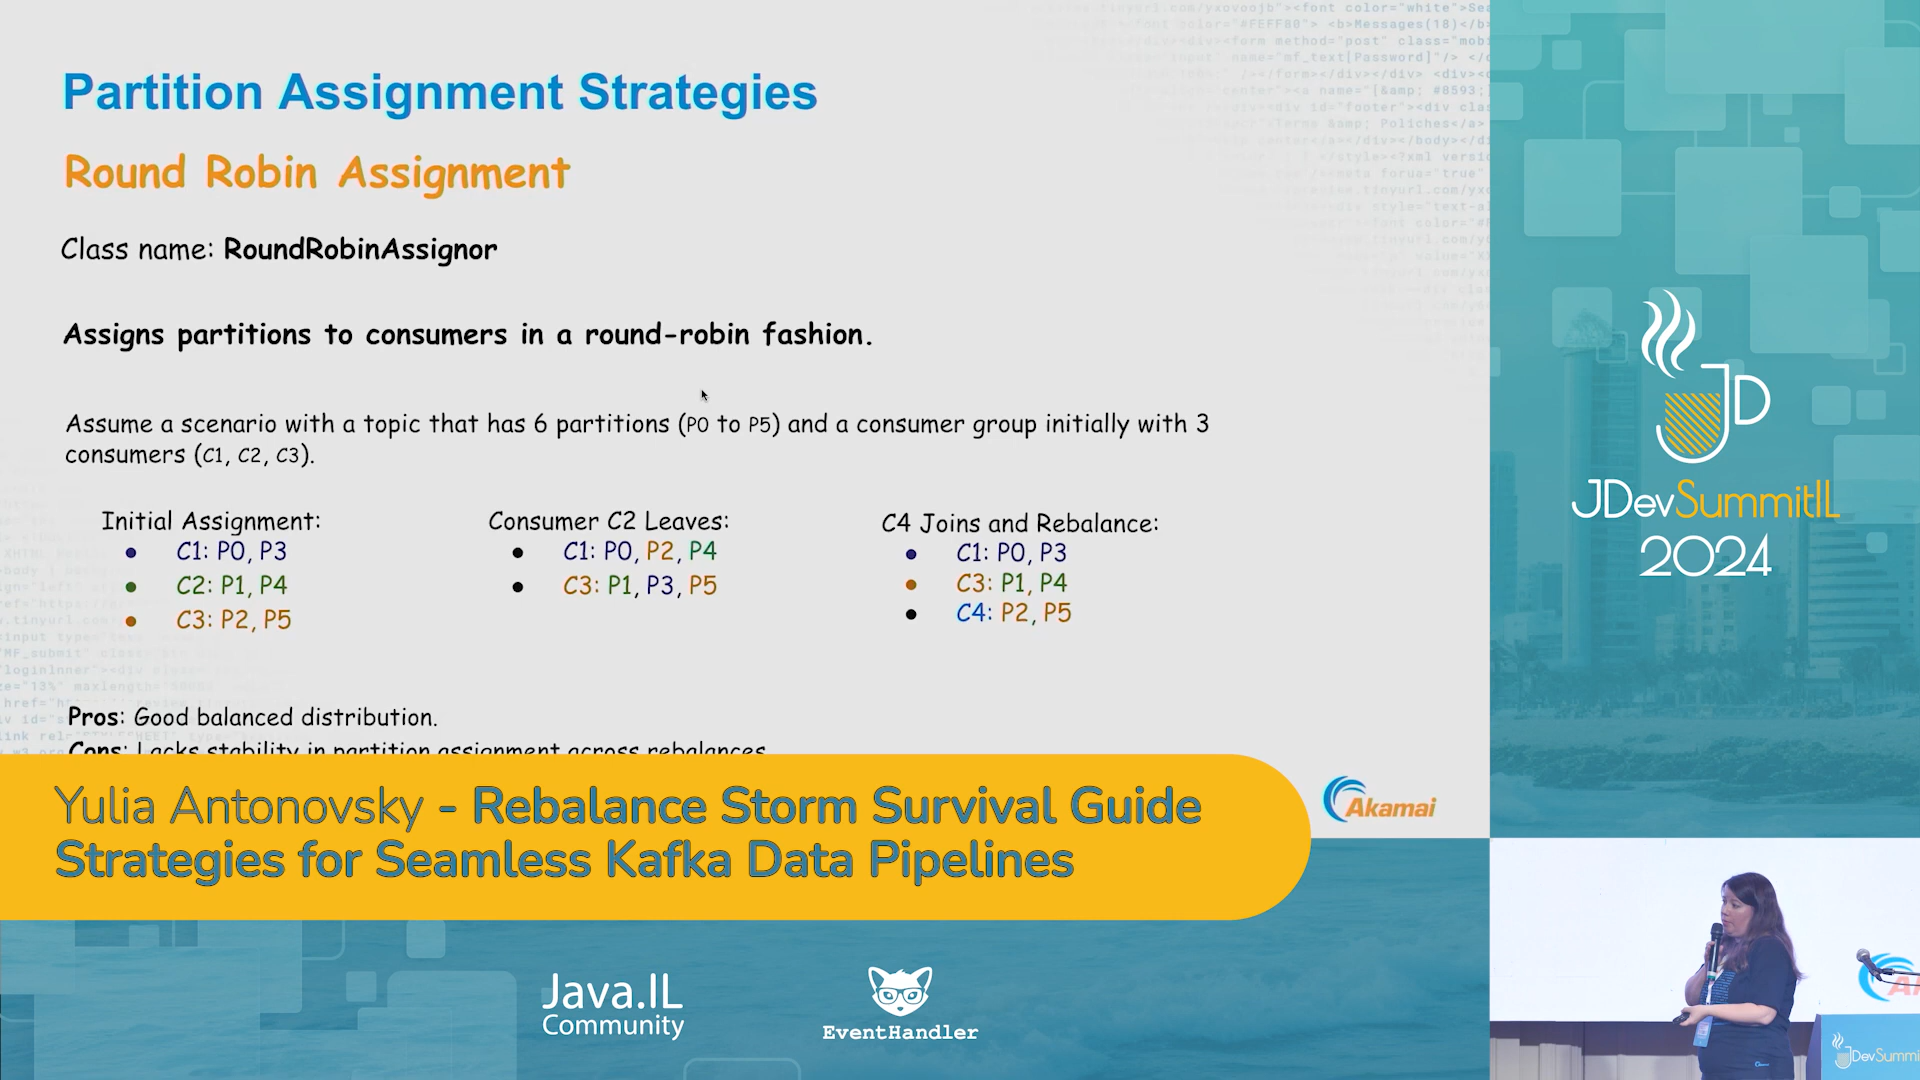 Partition Assignment Strategies
Round Robin Assignment
Class name: RoundRobinAssignor
Assigns partitions to consumers in a round-robin fashion.
Assume a scenario with a topic that has 6 partitions (P0 to P5) and a consumer group initially with 3
consumers (C1, C2, C3).
Initial Assignment:
• C1: P0, P3
• C2: P1, P4
• C3: P2, P5
Consumer C2 Leaves:
• C1: P0, P2, P4
• C3: P1, P3, P5
C4 Joins and Rebalance:
• C1: P0, P3
• C3: P1, P4
• C4: P2, P5
Pros: Good balanced distribution.
Cons: Lacks stability in partition assignment across rebalances
Akamai
Yulia Antonovsky - Rebalance Storm Survival Guide
Strategies for Seamless Kafka Data Pipelines
Java.IL
Community
EventHandler
JD
JDevSummitIL
2024